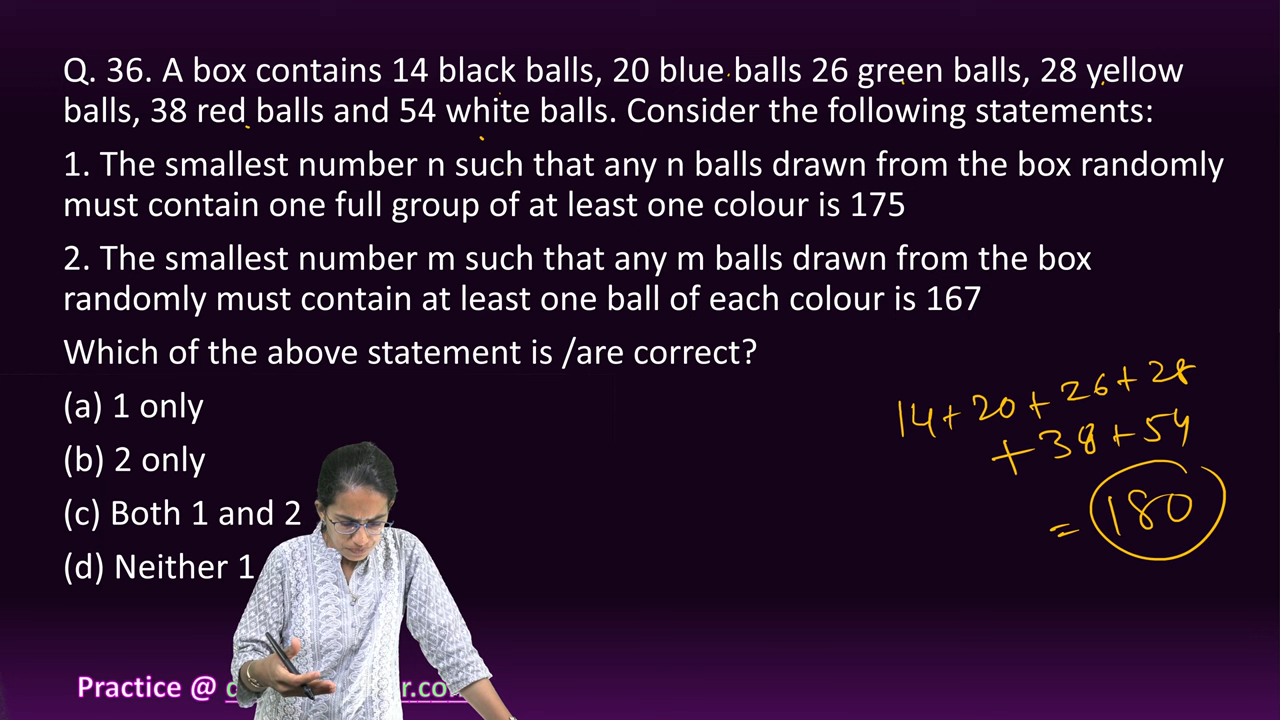 Q. 36. A box contains 14 black balls, 20 blue balls 26 green balls, 28 yellow
balls, 38 red balls and 54 white balls. Consider the following statements:
1. The smallest number n such that any n balls drawn from the box randomly
must contain one full group of at least one colour is 175
2. The smallest number m such that any m balls drawn from the box
randomly must contain at least one ball of each colour is 167
Which of the above statement is /are correct?
(a) 1 only
(b) 2 only
(c) Both 1 and 2
(d) Neither 1
14 + 20 + 26 + 28
+ 38 + 54
= 180
Practice @